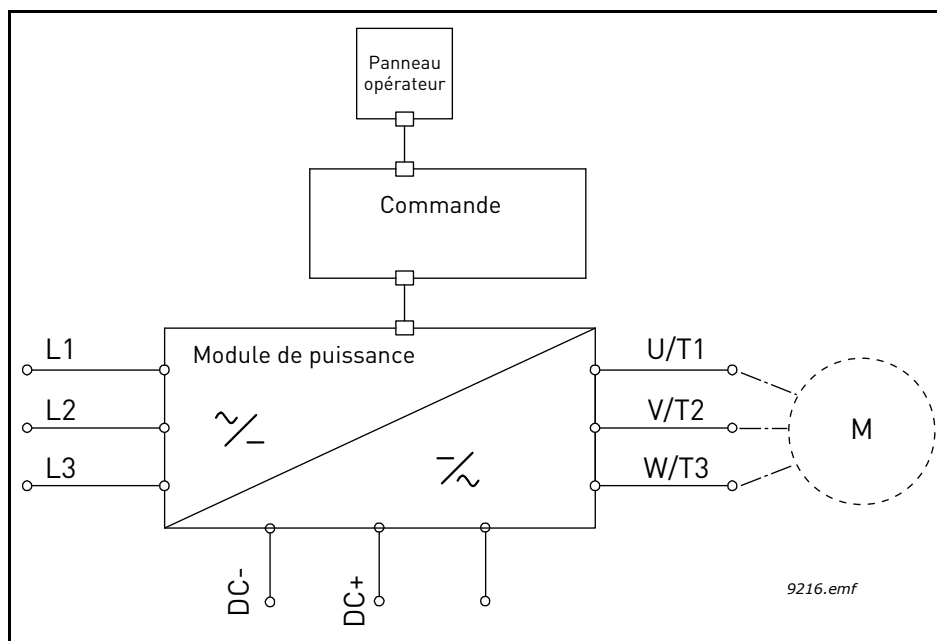 Panneau
opérateur
Commande
Module de puissance
L1
L2
L3
U/T1
V/T2
W/T3
M
DC-
DC+
9216.emf